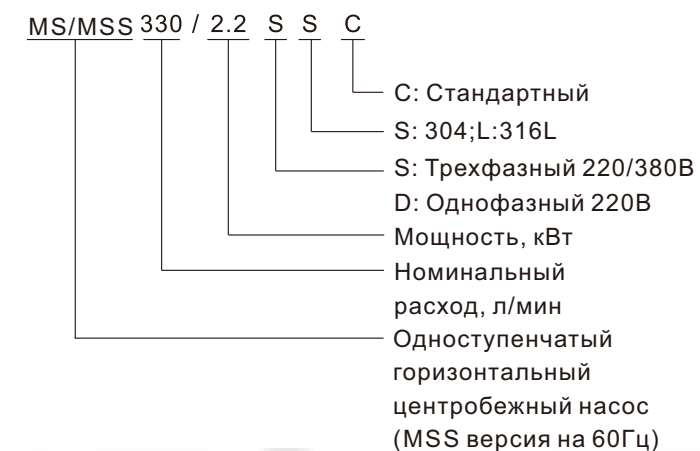 MS/MSS 330 / 2.2 S S C
C: Стандартный
S: 304;L:316L
S: Трехфазный 220/380В
D: Однофазный 220В
Мощность, кВт
Номинальный
расход, л/мин
Одноступенчатый
горизонтальный
центробежный насос
(MSS версия на 60Гц)